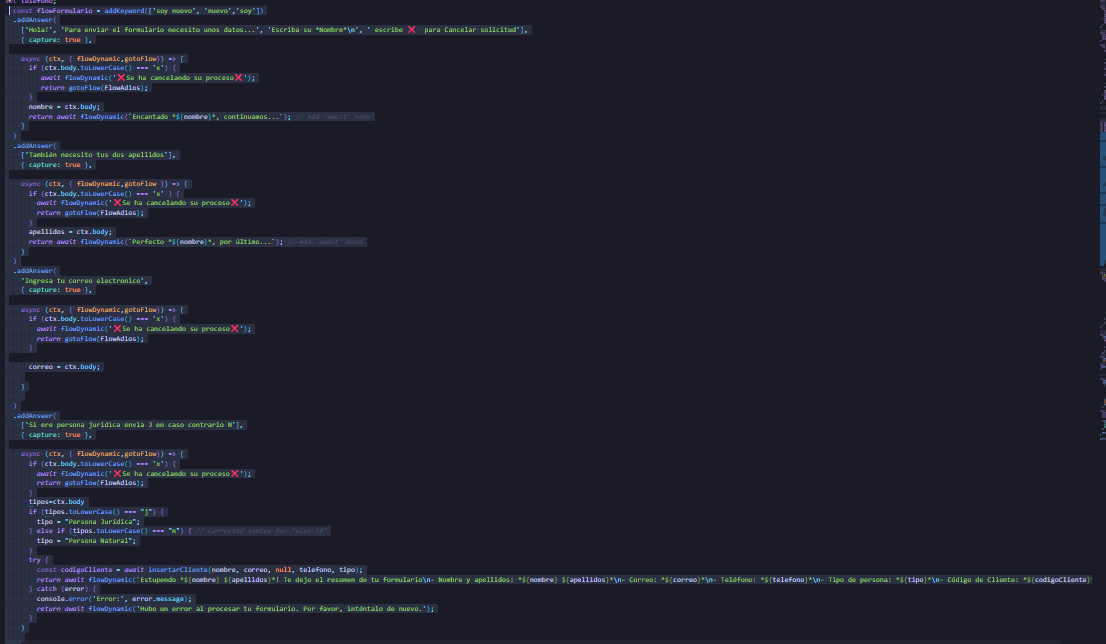 let telefono;
const flowFormulario = addKeyword(['soy nuevo', 'nuevo','soy'])
.addAnswer(
['Hola!', 'Para enviar el formulario necesito unos datos...', 'Escriba su *Nombre*\n', ' escribe ❌ para Cancelar solicitud'],
{ capture: true },
async (ctx, { flowDynamic,gotoFlow}) => {
if (ctx.body.toLowerCase() === 'x') {
await flowDynamic('❌Se ha cancelando su proceso❌');
return gotoFlow(FlowAdios);
}
nombre = ctx.body;
return await flowDynamic(`Encantado *${nombre}*, continuamos...`); // Add 'await' here
}
)
.addAnswer(
['También necesito tus dos apellidos'],
{ capture: true },
async (ctx, { flowDynamic,gotoFlow }) => {
if (ctx.body.toLowerCase() === 'x' ) {
await flowDynamic('❌Se ha cancelando su proceso❌');
return gotoFlow(FlowAdios);
}
apellidos = ctx.body;
return await flowDynamic(`Perfecto *${nombre}*, por último...`); // Add 'await' here
}
)
.addAnswer(
'Ingresa tu correo electronico',
{ capture: true },
async (ctx, { flowDynamic,gotoFlow}) => {
if (ctx.body.toLowerCase() === 'x') {
await flowDynamic('❌Se ha cancelando su proceso❌');
return gotoFlow(FlowAdios);
}
correo = ctx.body;
}
)
.addAnswer(
['Si ere persona juridica envia J em caso contrario N'],
{ capture: true },
async (ctx, { flowDynamic,gotoFlow}) => {
if (ctx.body.toLowerCase() === 'x') {
await flowDynamic('❌Se ha cancelando su proceso❌');
return gotoFlow(FlowAdios);
}
tipos=ctx.body
if (tipos.toLowerCase() === "j") {
tipo = "Persona Jurídica";
} else if (tipos.toLowerCase() === "n") { // Corrected syntax for "else if"
tipo = "Persona Natural";
}
try {
const codigoCliente = await insertarCliente(nombre, correo, null, telefono, tipo);
return await flowDynamic(`Estupendo *${nombre} ${apellidos}*! Te dejo el resumen de tu formulario\n- Nombre y apellidos: *${nombre} ${apellidos}*\n- Correo: *${correo}*\n- Teléfono: *${telefono}*\n- Tipo de persona: *${tipo}*\n- Código de Cliente: *${codigoCliente}
} catch (error) {
console.error('Error:', error.message);
return await flowDynamic('Hubo un error al procesar tu formulario. Por favor, inténtalo de nuevo.');
}
}